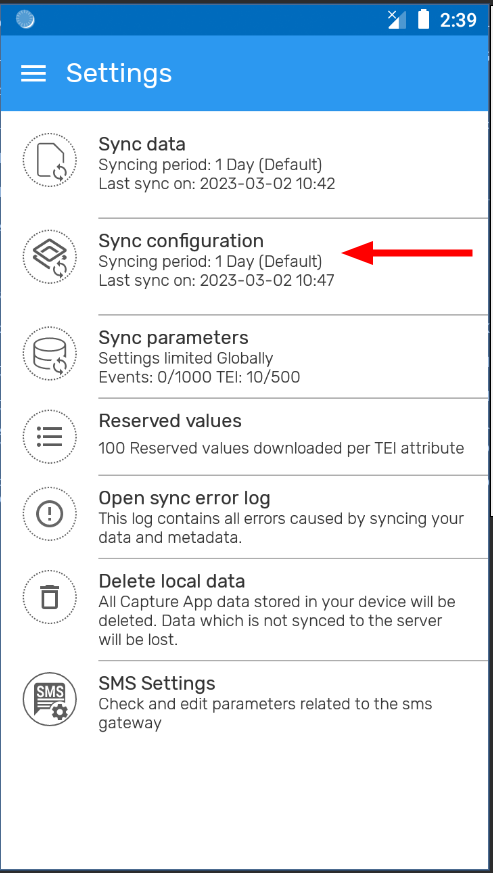 2:39
Settings
Sync data
Syncing period: 1 Day (Default)
Last sync on: 2023-03-02 10:42
Sync configuration
Syncing period: 1 Day (Default)
Last sync on: 2023-03-02 10:47
Sync parameters
Settings limited Globally
Events: 0/1000 TEI: 10/500
Reserved values
100 Reserved values downloaded per TEI attribute
Open sync error log
This log contains all errors caused by syncing your
data and metadata.
Delete local data
All Capture App data stored in your device will be
deleted. Data which is not synced to the server
will be lost.
SMS
SMS Settings
Check and edit parameters related to the sms
gateway